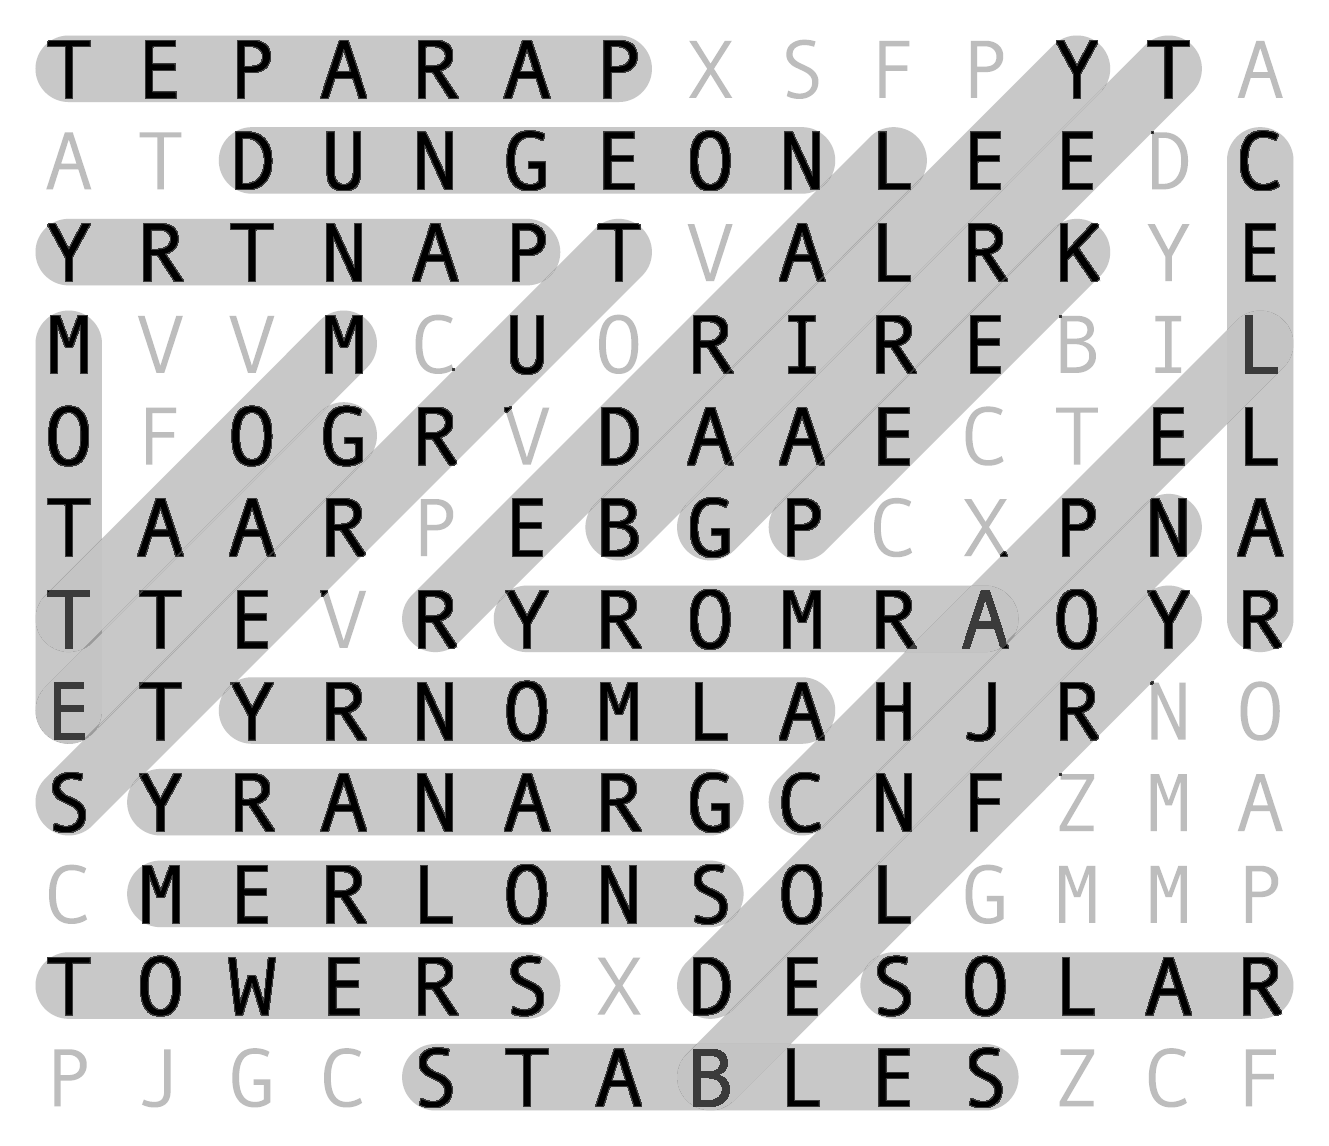 T E P A R A P X S F P Y T A
A T D U N G E O N L E E D C
Y R T N A P T V A L R K Y E
M V V M C U O R I R E B I L
O F O G R V D A A E C T E L
T A A R P E B G P C X P N A
T T E V R Y R O M R A O Y R
E T Y R N O M L A H J R N O
S Y R A N A R G C N F Z M A
C M E R L O N S O L G M M P
T O W E R S X D E S O L A R
P J G C S T A B L E S Z C F